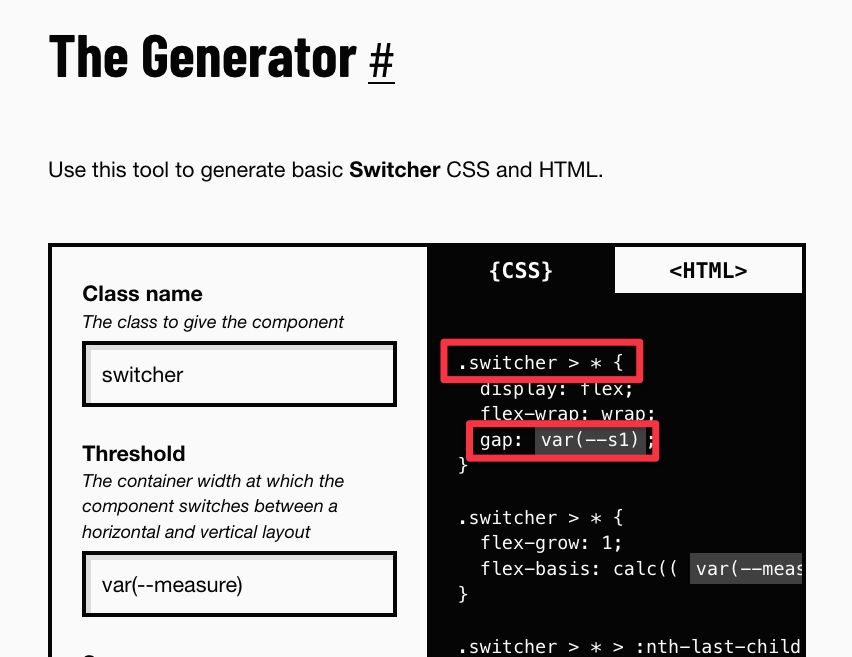 The Generator #
Use this tool to generate basic Switcher CSS and HTML.
Class name
The class to give the component
switcher
Threshold
The container width at which the
component switches between a
horizontal and vertical layout
var(--measure)
{CSS}
<HTML>
.switcher > * {
display: flex;
flex-wrap: wrap;
gap: var(--s1);
}
.switcher > * {
flex-grow: 1;
flex-basis: calc(( var(--meas
}
.switcher > * > :nth-last-child